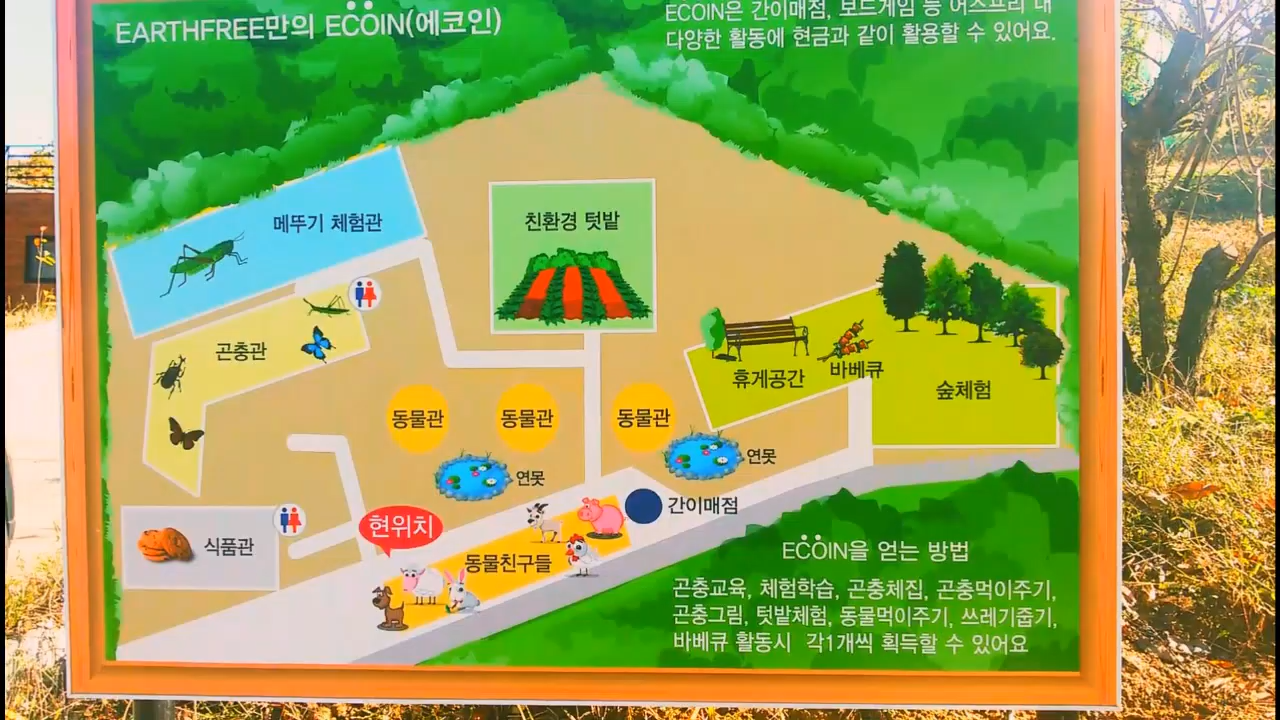 EARTHFREE만의 ECOIN(에코인)
ECOIN은 간이매점, 보드게임 등 어스프리 내
다양한 활동에 현금과 같이 활용할 수 있어요.
메뚜기 체험관
친환경 텃밭
곤충관
휴게공간
바베큐
숲체험
동물관
동물관
동물관
연못
연못
간이매점
현위치
식품관
동물친구들
ECOIN을 얻는 방법
곤충교육, 체험학습, 곤충체집, 곤충먹이주기,
곤충그림, 텃밭체험, 동물먹이주기, 쓰레기줍기,
바베큐 활동시 각1개씩 획득할 수 있어요